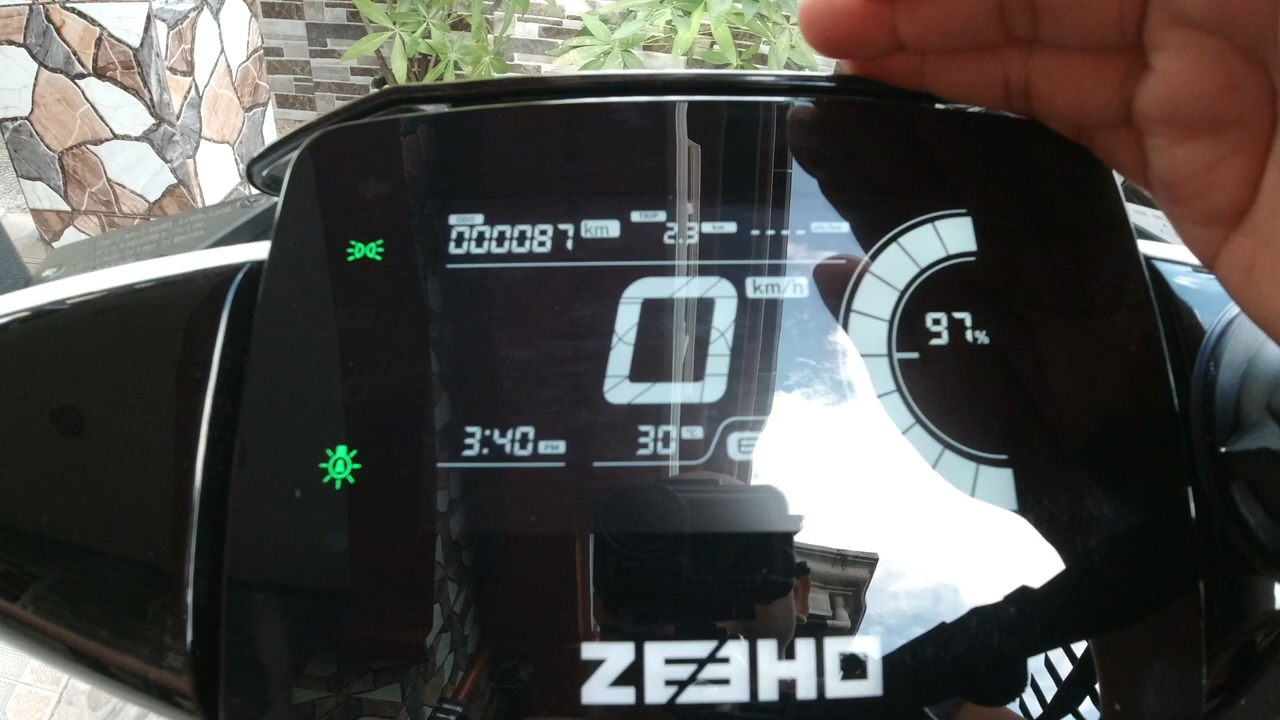 ODO TRIP
000087 km 2.3 km ----
0 km/h
97%
3:40 PM 30 °C E
ZEEHO